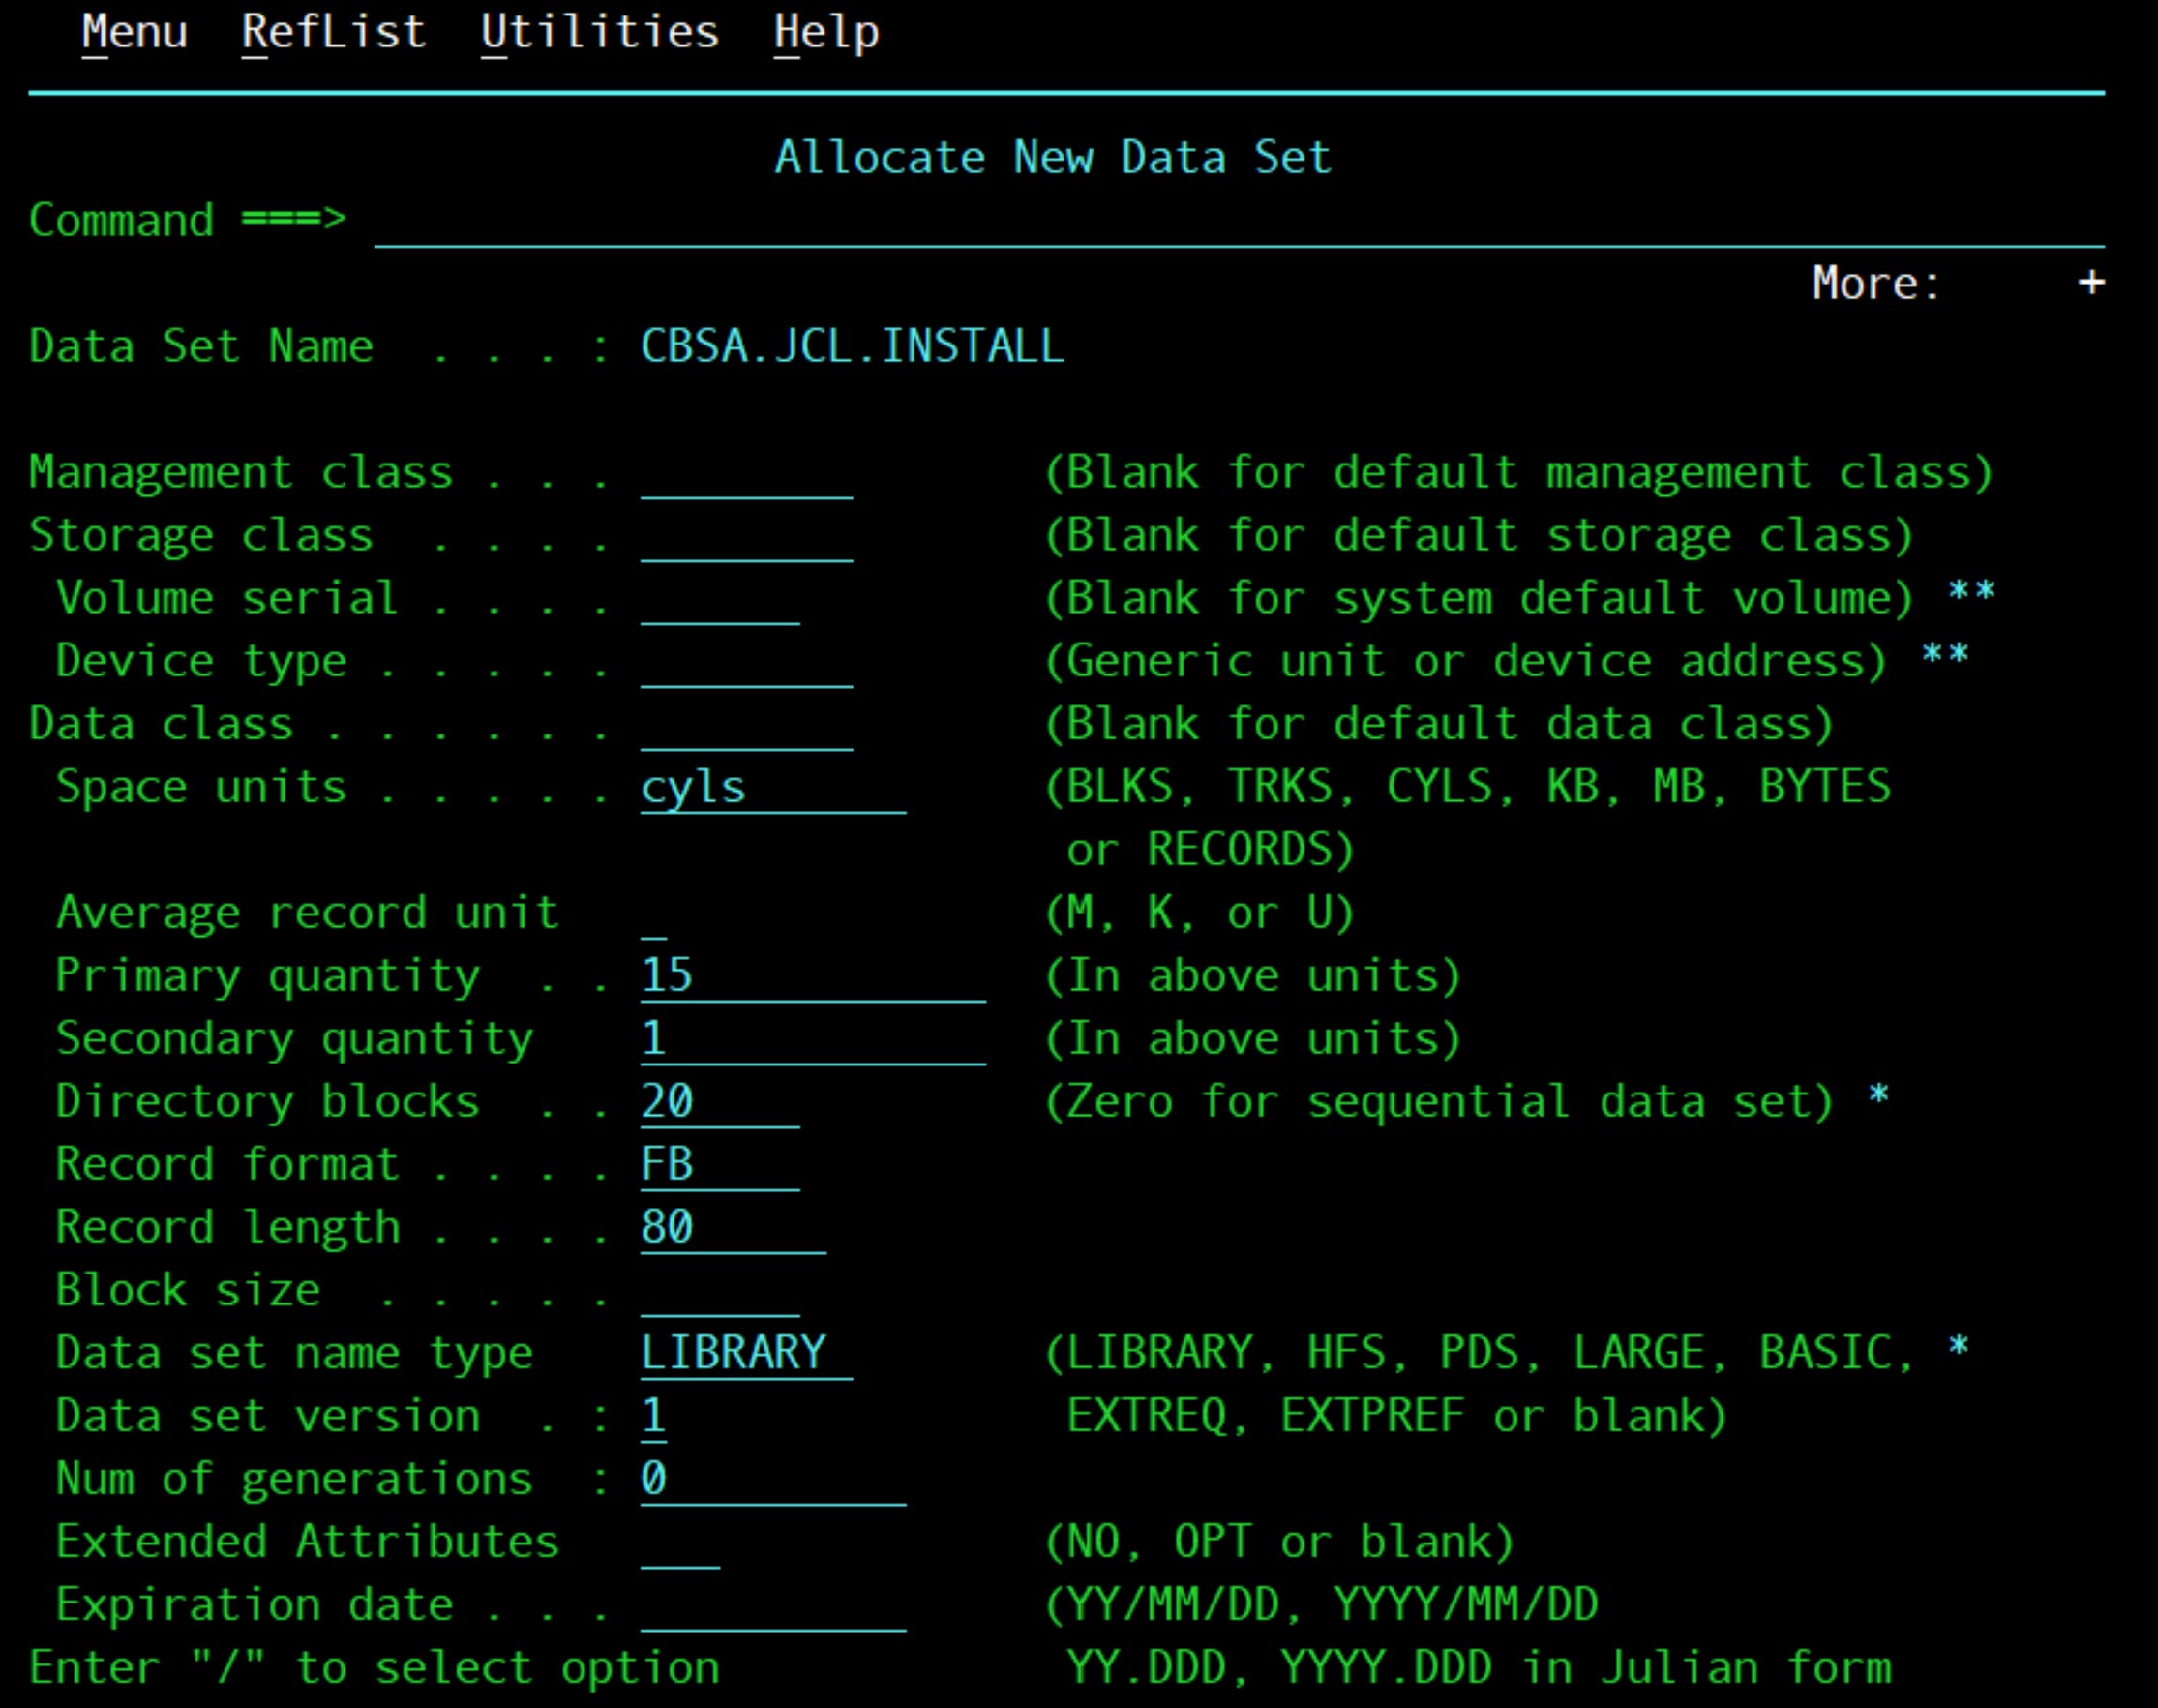 Menu  RefList  Utilities  Help
Allocate New Data Set
Command ===>
More:     +
Data Set Name  . . . : CBSA.JCL.INSTALL
Management class . . .                (Blank for default management class)
Storage class  . . . .                (Blank for default storage class)
Volume serial . . . .                 (Blank for system default volume) **
Device type . . . . .                 (Generic unit or device address) **
Data class . . . . . .                (Blank for default data class)
Space units . . . . . cyls            (BLKS, TRKS, CYLS, KB, MB, BYTES
or RECORDS)
Average record unit                   (M, K, or U)
Primary quantity  . . 15              (In above units)
Secondary quantity    1               (In above units)
Directory blocks  . . 20              (Zero for sequential data set) *
Record format . . . . FB
Record length . . . . 80
Block size  . . . . .
Data set name type    LIBRARY         (LIBRARY, HFS, PDS, LARGE, BASIC, *
Data set version  . : 1               EXTREQ, EXTPREF or blank)
Num of generations  : 0
Extended Attributes                   (NO, OPT or blank)
Expiration date . . .                 (YY/MM/DD, YYYY/MM/DD
Enter "/" to select option            YY.DDD, YYYY.DDD in Julian form